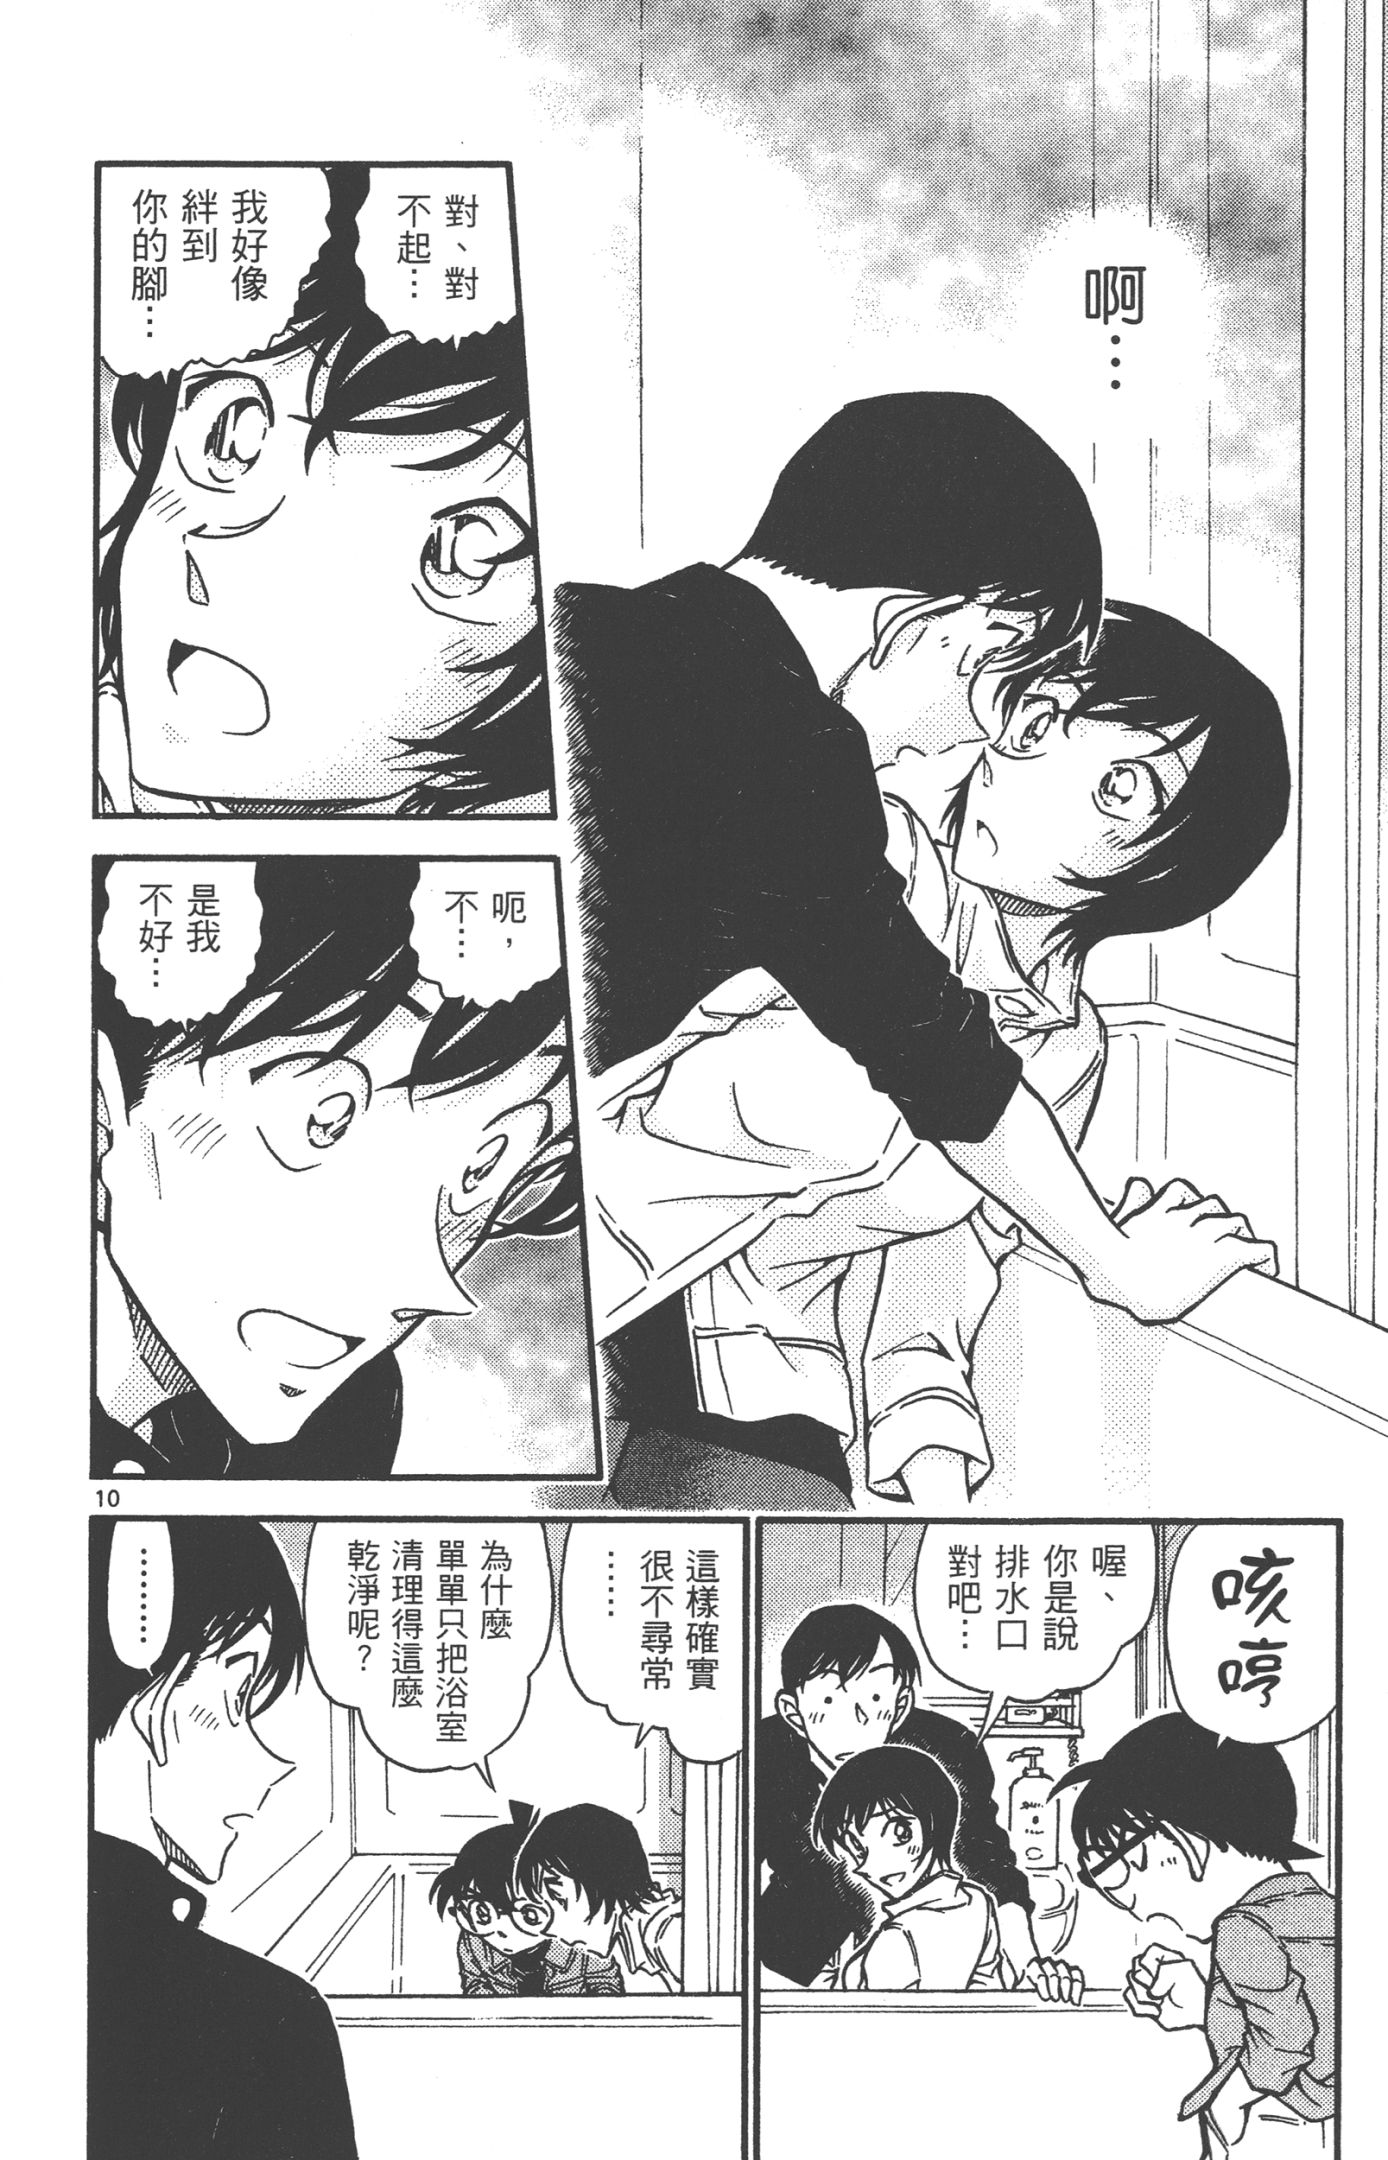 啊…
對、對
不起…
我好像
絆到
你的腳…
呃，
不…
是我
不好…
10
咳
哼
喔、
你是說
排水口
對吧…
這樣確實
很不尋常
……
為什麼
單單只把浴室
清理得這麼
乾淨呢？
………